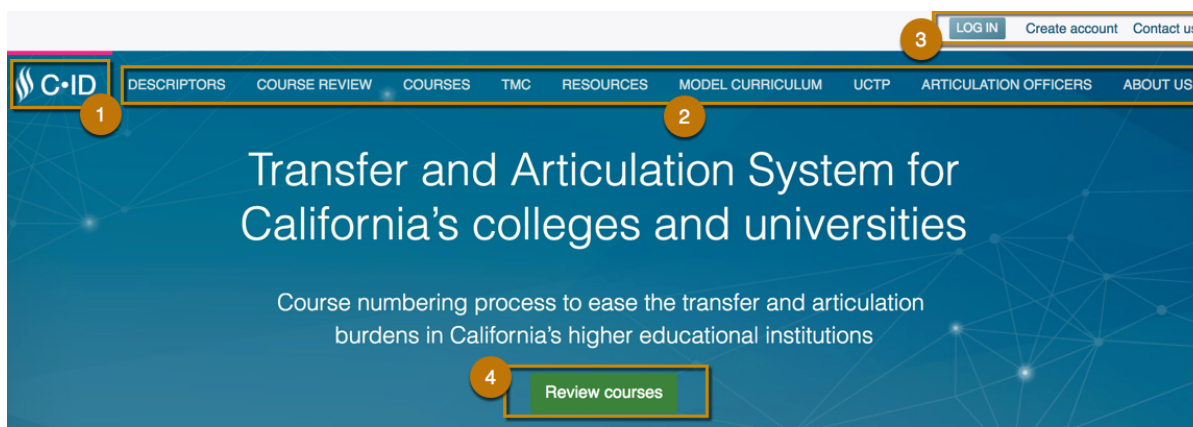 LOG IN Create account Contact us
3
C·ID DESCRIPTORS COURSE REVIEW COURSES TMC RESOURCES MODEL CURRICULUM UCTP ARTICULATION OFFICERS ABOUT US
1
2
Transfer and Articulation System for
California's colleges and universities
Course numbering process to ease the transfer and articulation
burdens in California's higher educational institutions
4
Review courses